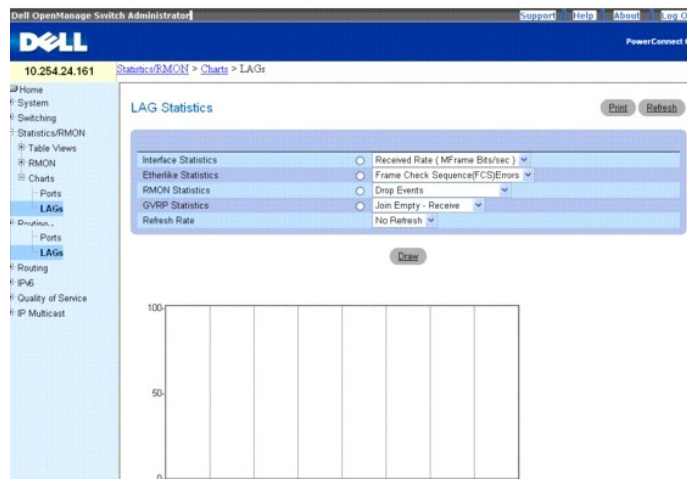 Dell OpenManage Switch Administrator
Support Help About Log O
DELL
PowerConnect
10.254.24.161
Statistics/RMON > Charts > LAGs
Home
System
Switching
Statistics/RMON
Table Views
RMON
Charts
Ports
LAGs
Ports
LAGs
Routing
IPv6
Quality of Service
IP Multicast
LAG Statistics
Print Refresh
Interface Statistics Received Rate ( MFrame Bits/sec )
Etherlike Statistics Frame Check Sequence(FCS)Errors
RMON Statistics Drop Events
GVRP Statistics Join Empty - Receive
Refresh Rate No Refresh
Draw
100
50
0